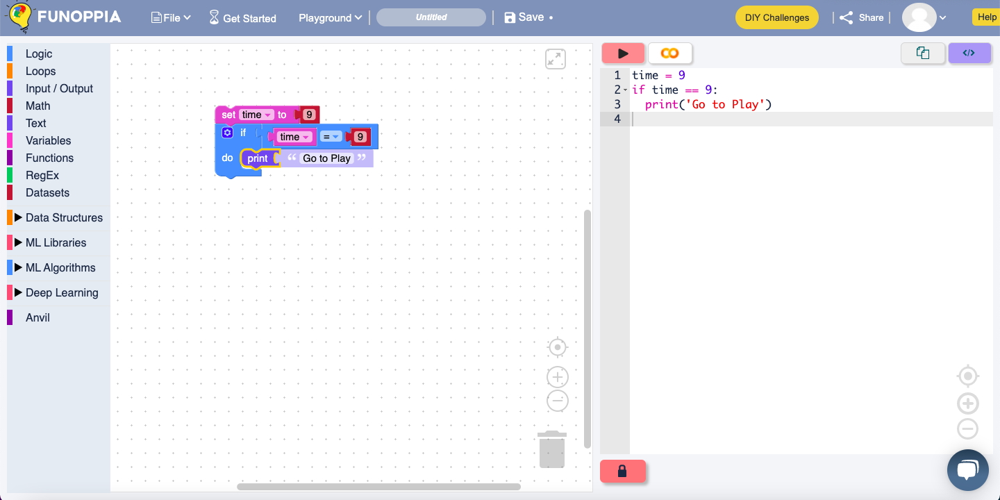 FUNOPPIA
File
Get Started
Playground
Untitled
Save
DIY Challenges
Share
Help
Logic
Loops
Input / Output
Math
Text
Variables
Functions
RegEx
Datasets
Data Structures
ML Libraries
ML Algorithms
Deep Learning
Anvil
set time to 9
if time = 9
do print “ Go to Play ”
</>
1 time = 9
2 if time == 9:
3 print('Go to Play')
4